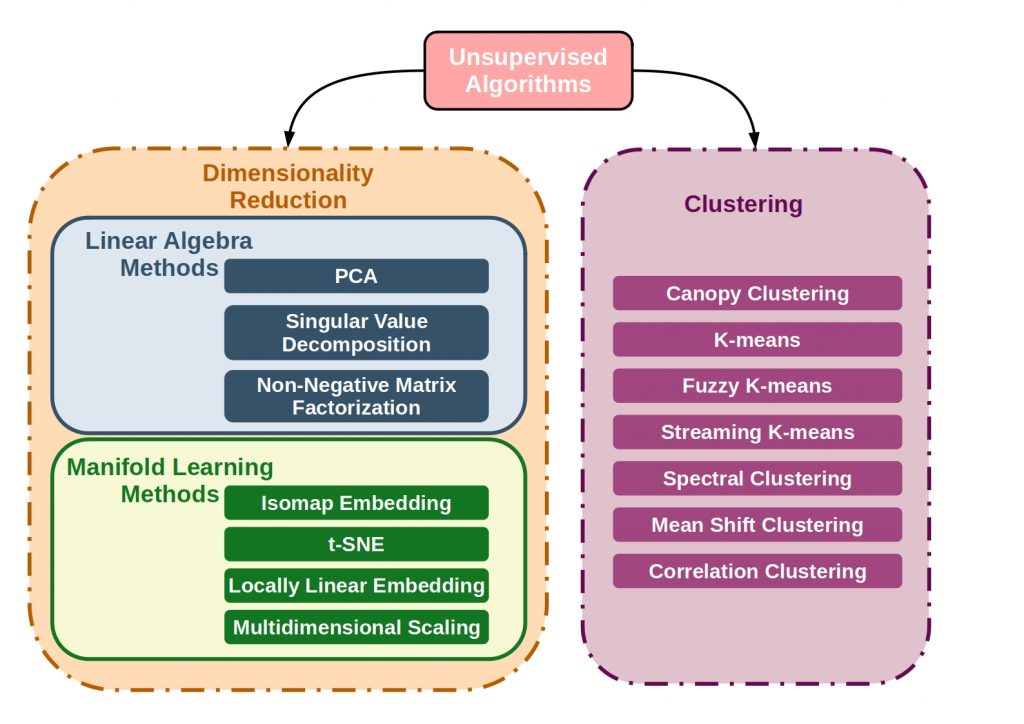 Unsupervised
Algorithms
Dimensionality
Reduction
Linear Algebra
Methods
PCA
Singular Value
Decomposition
Non-Negative Matrix
Factorization
Manifold Learning
Methods
Isomap Embedding
t-SNE
Locally Linear Embedding
Multidimensional Scaling
Clustering
Canopy Clustering
K-means
Fuzzy K-means
Streaming K-means
Spectral Clustering
Mean Shift Clustering
Correlation Clustering